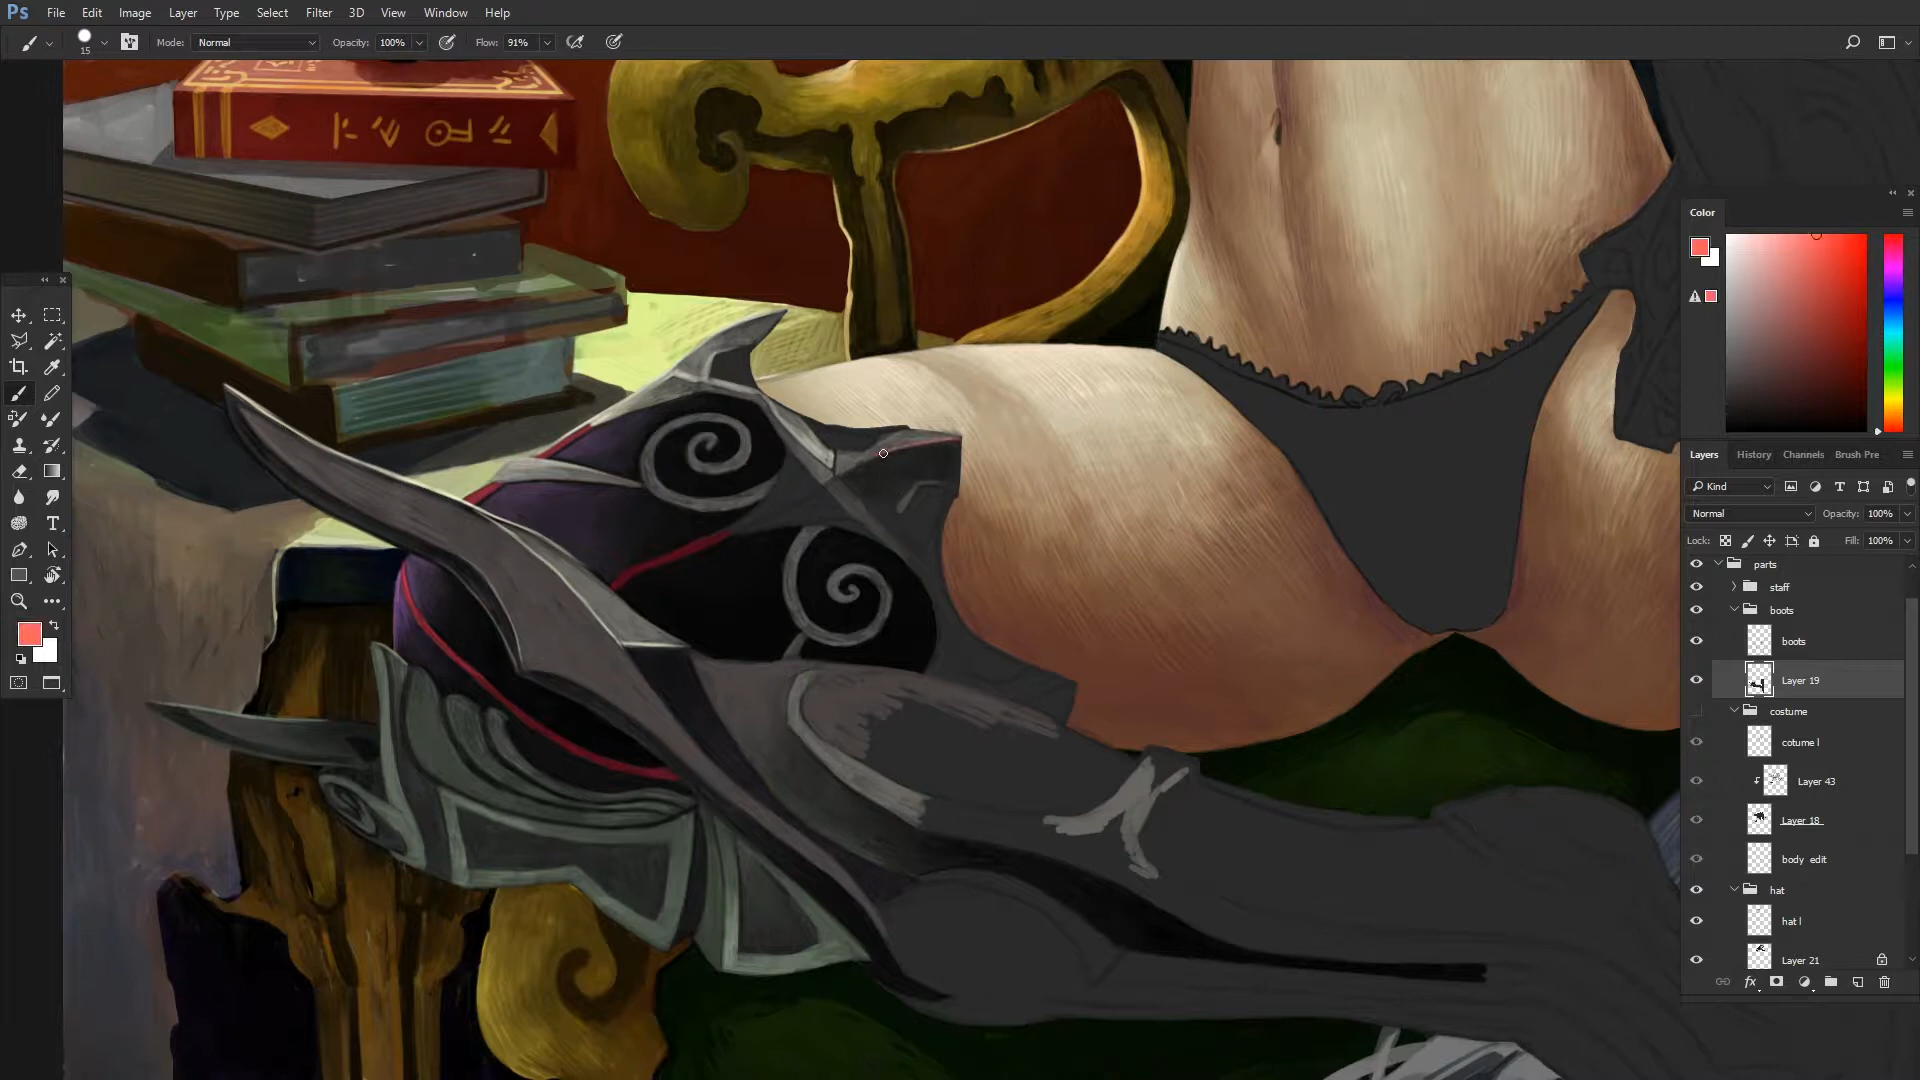 Ps File Edit Image Layer Type Select Filter 3D View Window Help
15 Mode: Normal Opacity: 100% Flow: 91%
Color
Layers History Channels Brush Pre
Kind
Normal Opacity: 100%
Lock: Fill: 100%
parts
staff
boots
boots
Layer 19
costume
cotume l
Layer 43
Layer 18
body edit
hat
hat l
Layer 21
fx